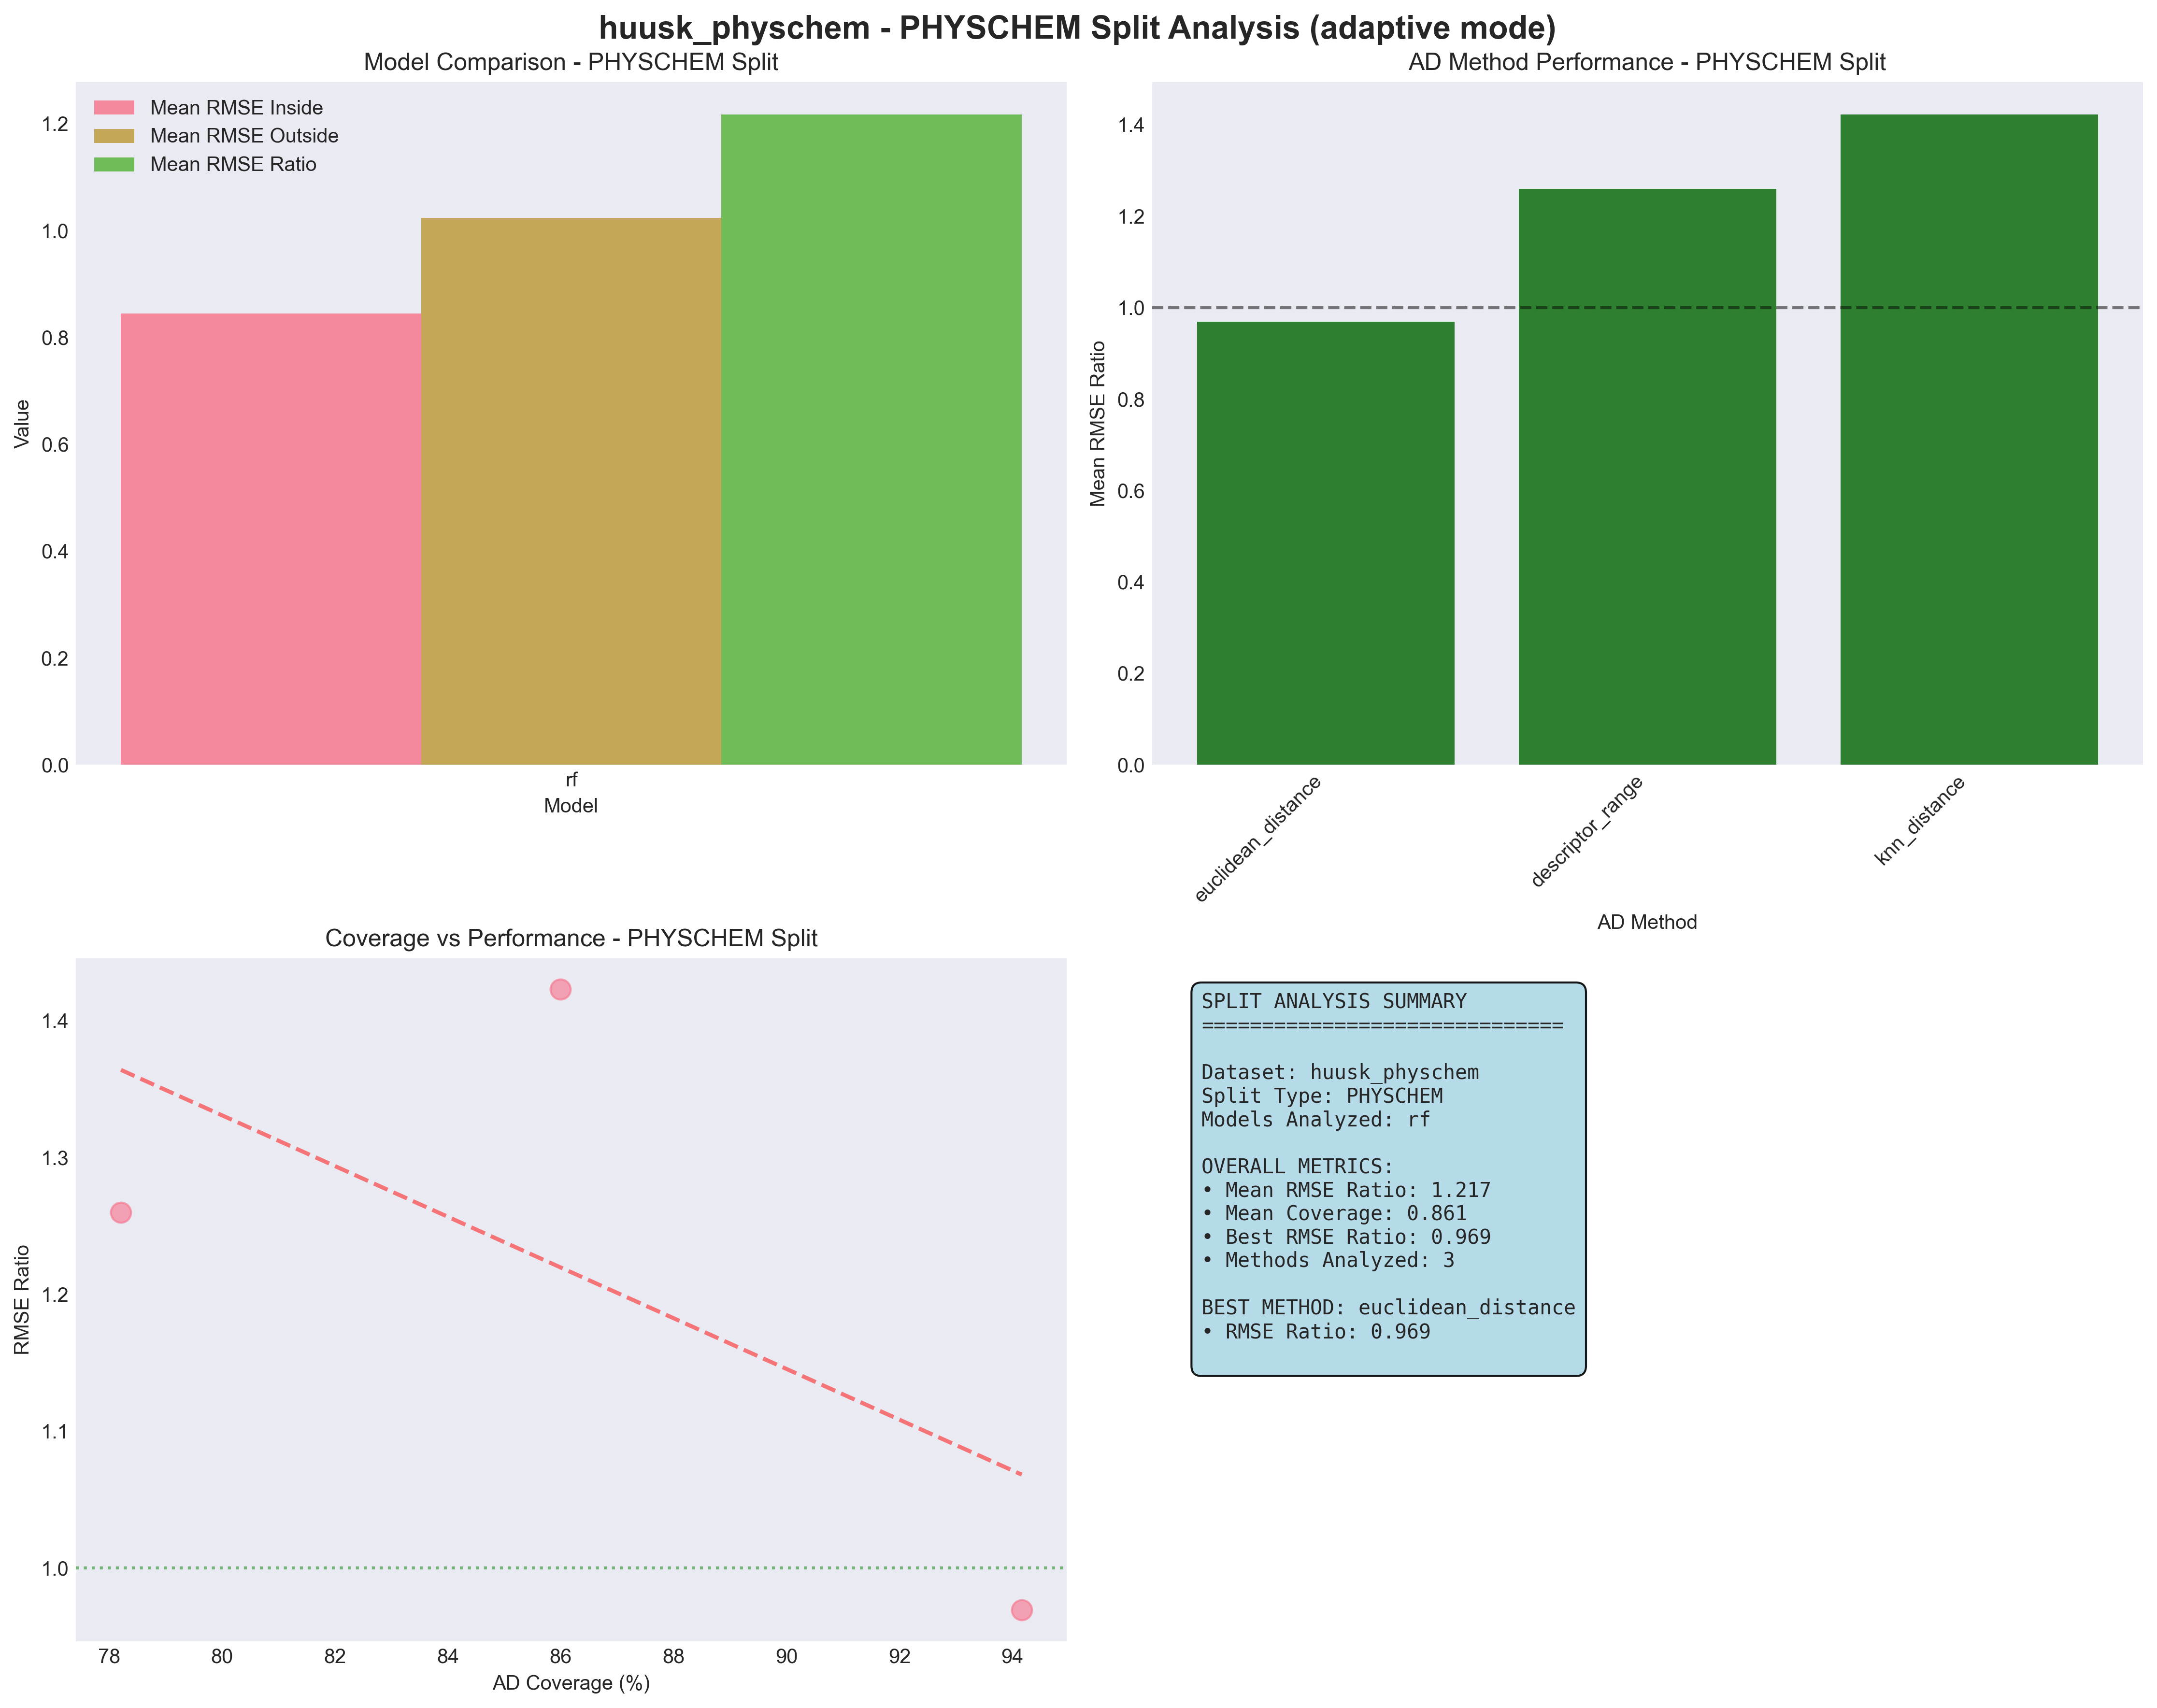 huusk_physchem - PHYSCHEM Split Analysis (adaptive mode)
Model Comparison - PHYSCHEM Split
Mean RMSE Inside
Mean RMSE Outside
Mean RMSE Ratio
Value
1.2
1.0
0.8
0.6
0.4
0.2
0.0
rf
Model
AD Method Performance - PHYSCHEM Split
Mean RMSE Ratio
1.4
1.2
1.0
0.8
0.6
0.4
0.2
0.0
euclidean_distance
descriptor_range
knn_distance
AD Method
Coverage vs Performance - PHYSCHEM Split
RMSE Ratio
1.4
1.3
1.2
1.1
1.0
78
80
82
84
86
88
90
92
94
AD Coverage (%)
SPLIT ANALYSIS SUMMARY
==============================
Dataset: huusk_physchem
Split Type: PHYSCHEM
Models Analyzed: rf
OVERALL METRICS:
• Mean RMSE Ratio: 1.217
• Mean Coverage: 0.861
• Best RMSE Ratio: 0.969
• Methods Analyzed: 3
BEST METHOD: euclidean_distance
• RMSE Ratio: 0.969